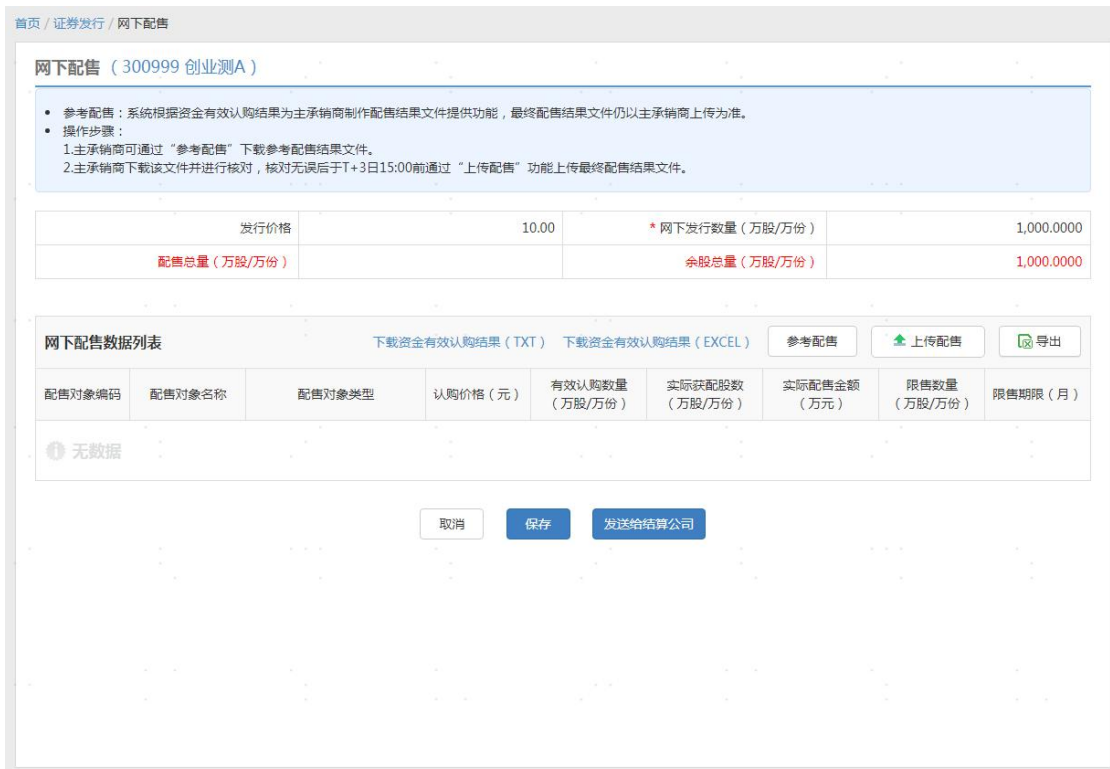 首页 / 证券发行 / 网下配售
网下配售（300999 创业测A）
• 参考配售：系统根据资金有效认购结果为主承销商制作配售结果文件提供功能，最终配售结果文件仍以主承销商上传为准。
• 操作步骤：
1.主承销商可通过“参考配售”下载参考配售结果文件。
2.主承销商下载该文件并进行核对，核对无误后于T+3日15:00前通过“上传配售”功能上传最终配售结果文件。
发行价格 10.00 * 网下发行数量（万股/万份） 1,000.0000
配售总量（万股/万份） 余股总量（万股/万份） 1,000.0000
网下配售数据列表 下载资金有效认购结果（TXT） 下载资金有效认购结果（EXCEL） 参考配售 上传配售 导出
配售对象编码 配售对象名称 配售对象类型 认购价格（元） 有效认购数量（万股/万份） 实际获配股数（万股/万份） 实际配售金额（万元） 限售数量（万股/万份） 限售期限（月）
无数据
取消 保存 发送给结算公司